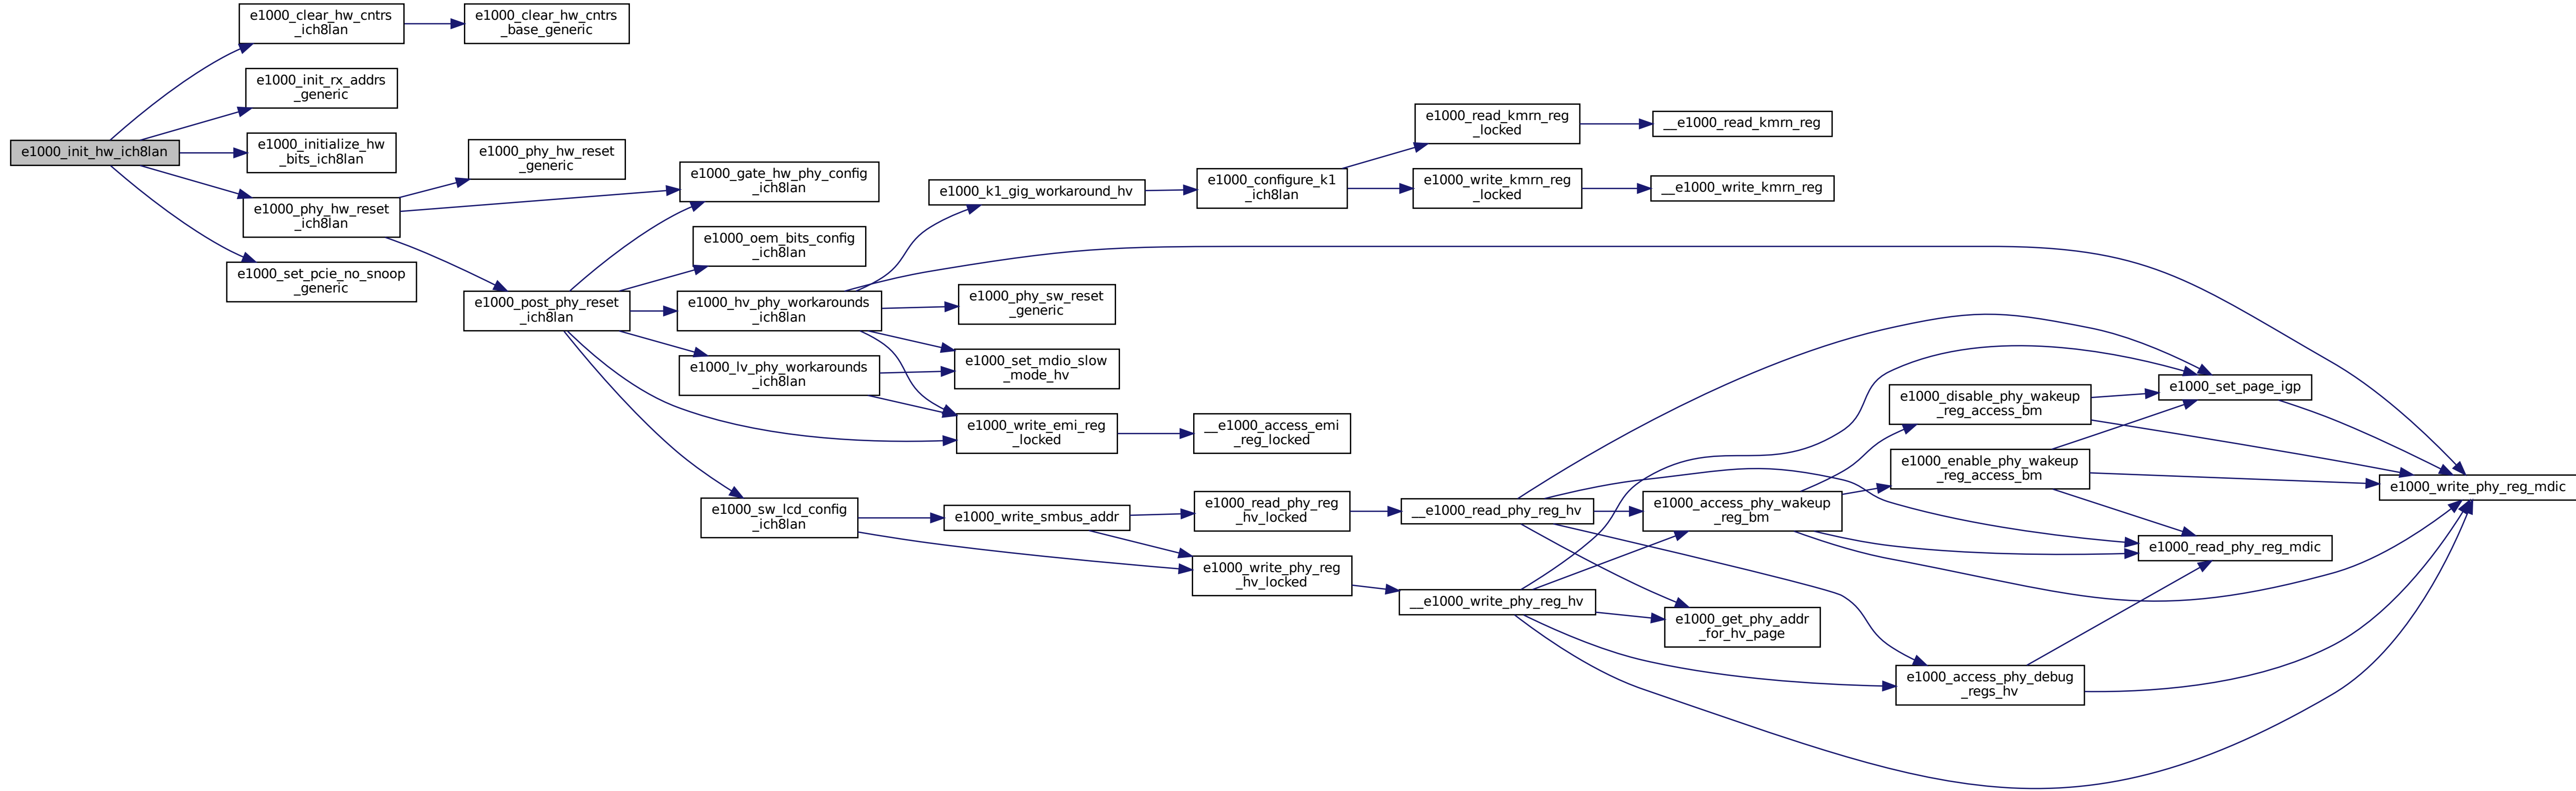 e1000_init_hw_ich8lan
e1000_clear_hw_cntrs
_ich8lan
e1000_clear_hw_cntrs
_base_generic
e1000_init_rx_addrs
_generic
e1000_initialize_hw
_bits_ich8lan
e1000_phy_hw_reset
_ich8lan
e1000_set_pcie_no_snoop
_generic
e1000_phy_hw_reset
_generic
e1000_post_phy_reset
_ich8lan
e1000_gate_hw_phy_config
_ich8lan
e1000_oem_bits_config
_ich8lan
e1000_hv_phy_workarounds
_ich8lan
e1000_lv_phy_workarounds
_ich8lan
e1000_sw_lcd_config
_ich8lan
e1000_k1_gig_workaround_hv
e1000_phy_sw_reset
_generic
e1000_set_mdio_slow
_mode_hv
e1000_write_emi_reg
_locked
e1000_write_smbus_addr
e1000_configure_k1
_ich8lan
__e1000_access_emi
_reg_locked
e1000_read_phy_reg
_hv_locked
e1000_write_phy_reg
_hv_locked
e1000_read_kmrn_reg
_locked
e1000_write_kmrn_reg
_locked
__e1000_read_phy_reg_hv
__e1000_write_phy_reg_hv
__e1000_read_kmrn_reg
__e1000_write_kmrn_reg
e1000_access_phy_wakeup
_reg_bm
e1000_get_phy_addr
_for_hv_page
e1000_disable_phy_wakeup
_reg_access_bm
e1000_enable_phy_wakeup
_reg_access_bm
e1000_access_phy_debug
_regs_hv
e1000_set_page_igp
e1000_read_phy_reg_mdic
e1000_write_phy_reg_mdic